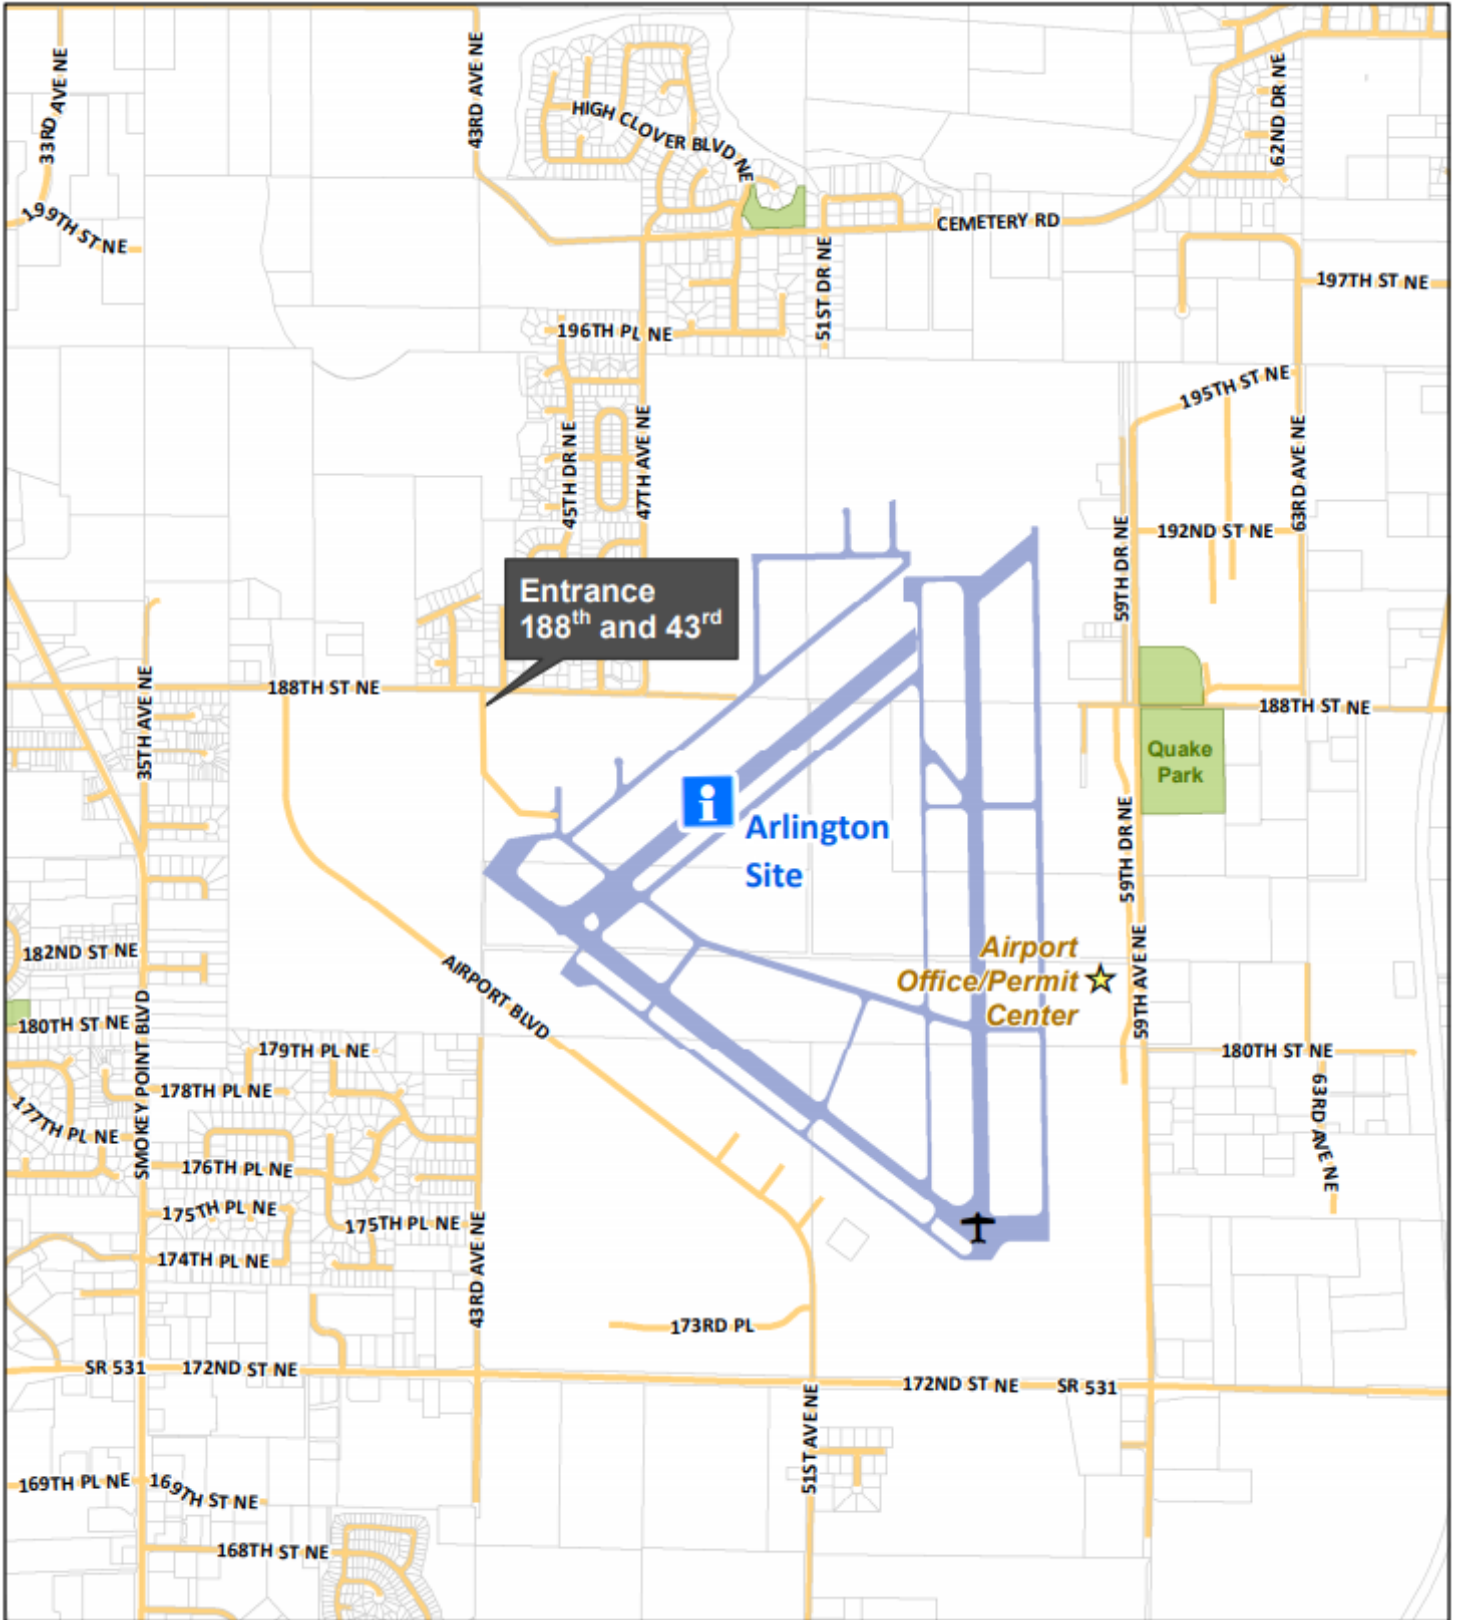 33RD AVE NE
43RD AVE NE
HIGH CLOVER BLVD NE
62ND DR NE
199TH ST NE
CEMETERY RD
51ST DR NE
197TH ST NE
196TH PL NE
195TH ST NE
45TH DR NE
47TH AVE NE
63RD AVE NE
59TH DR NE
192ND ST NE
Entrance
188th and 43rd
35TH AVE NE
188TH ST NE
188TH ST NE
Quake
Park
i
Arlington
Site
59TH DR NE
182ND ST NE
AIRPORT BLVD
Airport
Office/Permit
Center
59TH AVE NE
SMOKEY POINT BLVD
180TH ST NE
179TH PL NE
180TH ST NE
178TH PL NE
63RD AVE NE
177TH PL NE
176TH PL NE
175TH PL NE
175TH PL NE
43RD AVE NE
174TH PL NE
173RD PL
SR 531
172ND ST NE
172ND ST NE
SR 531
51ST AVE NE
169TH PL NE
169TH ST NE
168TH ST NE